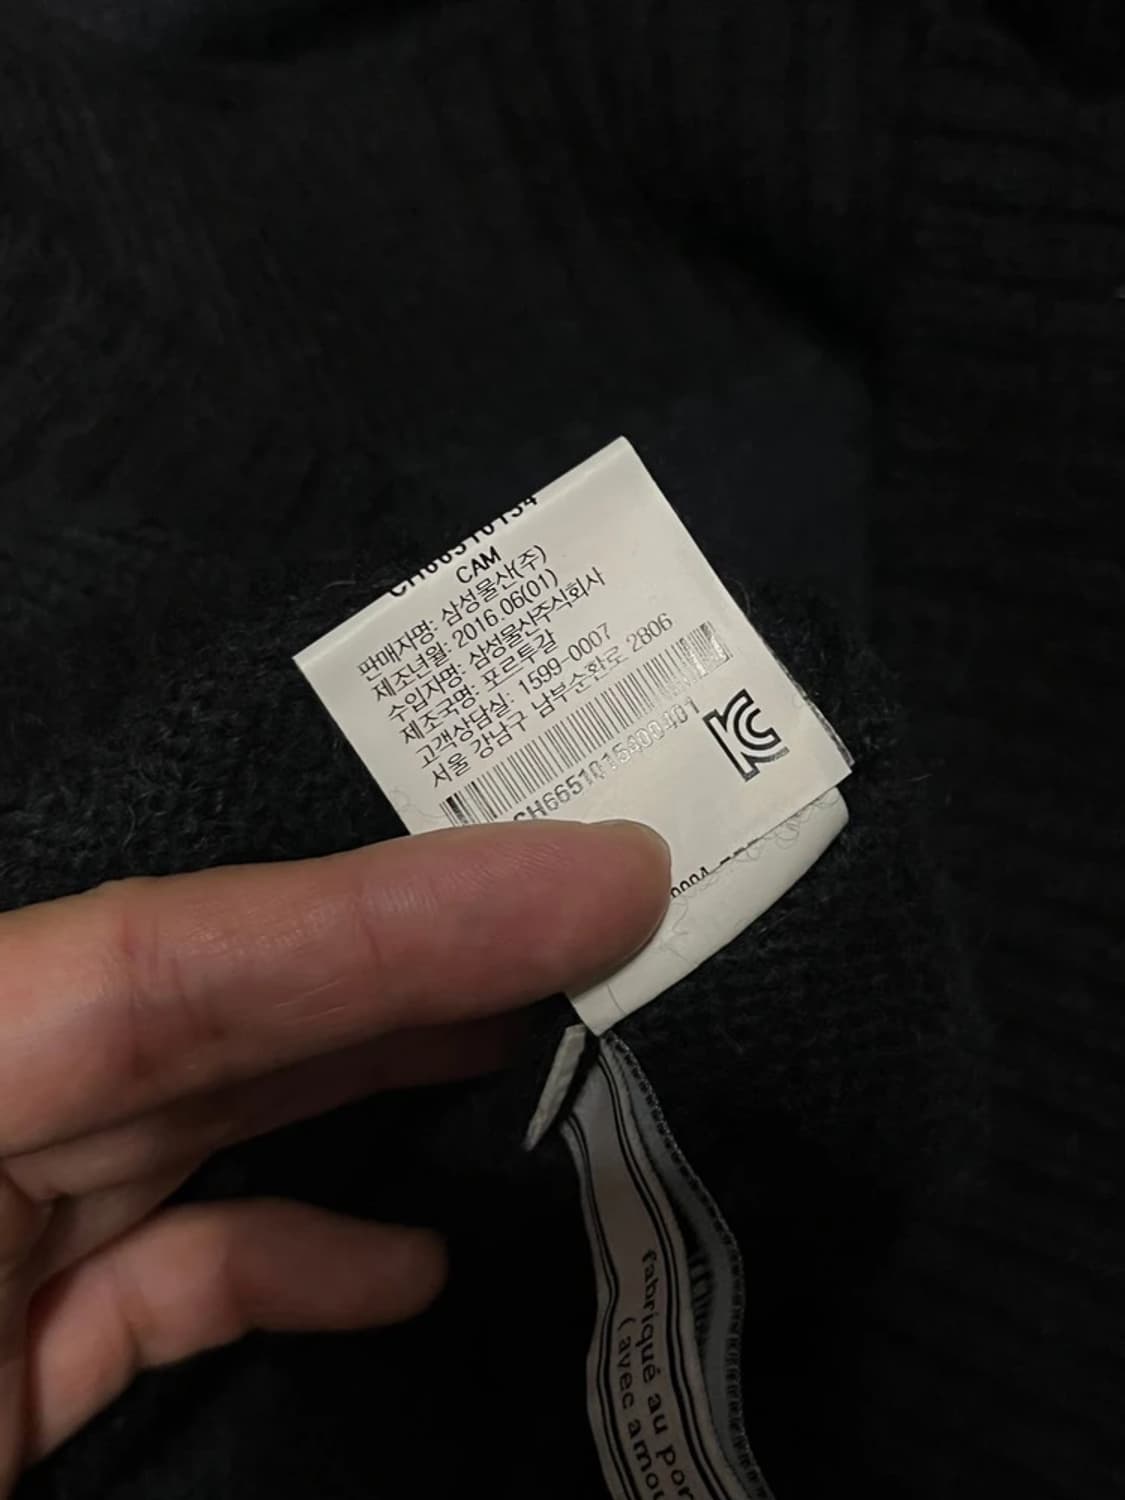 CAM
판매자명: 삼성물산(주)
제조년월: 2016.06(01)
수입자명: 삼성물산주식회사
제조국명: 포르투갈
고객상담실: 1599-0007
서울 강남구 남부순환로 2806
KC
fabriqué au
(avec